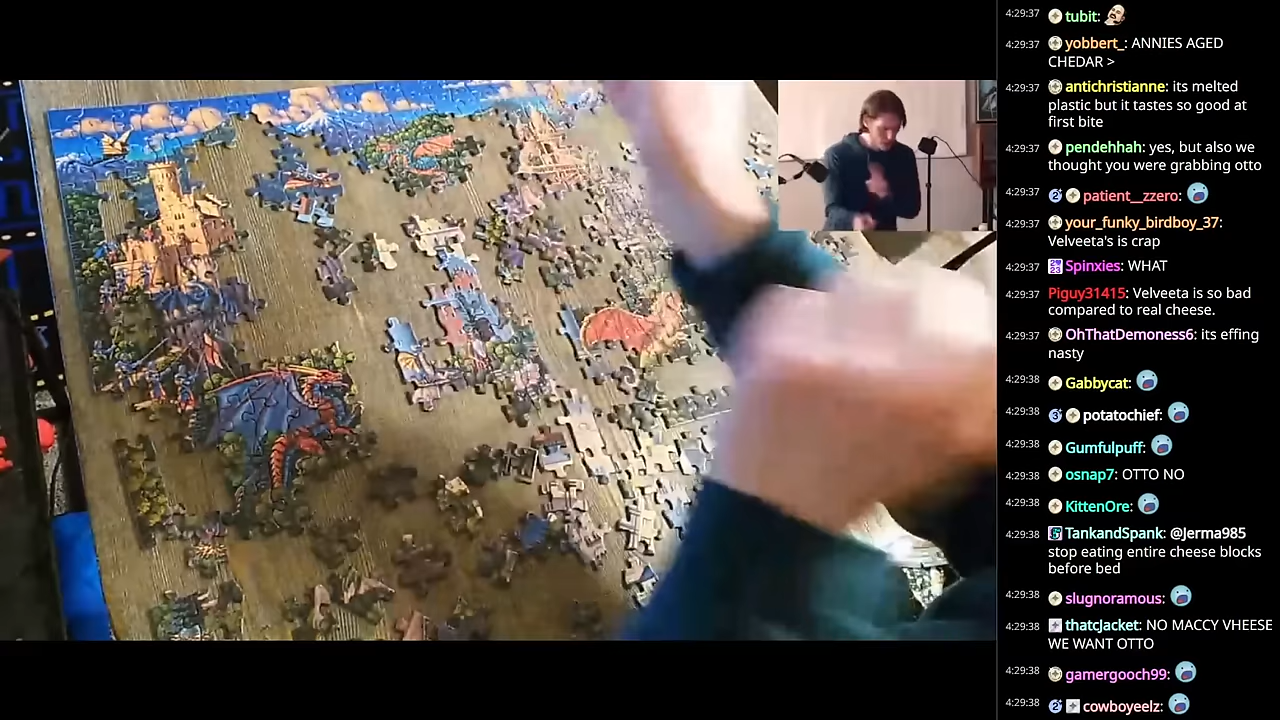 4:29:37 tubit:
4:29:37 yobbert_: ANNIES AGED
CHEDAR >
4:29:37 antichristianne: its melted
plastic but it tastes so good at
first bite
4:29:37 pendehhah: yes, but also we
thought you were grabbing otto
4:29:37 patient__zzero:
4:29:37 your_funky_birdboy_37:
Velveeta's is crap
4:29:37 Spinxies: WHAT
4:29:37 Piguy31415: Velveeta is so bad
compared to real cheese.
4:29:37 OhThatDemoness6: its effing
nasty
4:29:38 Gabbycat:
4:29:38 potatochief:
4:29:38 Gumfulpuff:
4:29:38 osnap7: OTTO NO
4:29:38 KittenOre:
4:29:38 TankandSpank: @Jerma985
stop eating entire cheese blocks
before bed
4:29:38 slugnoramous:
4:29:38 thatcJacket: NO MACCY VHEESE
WE WANT OTTO
4:29:38 gamergooch99:
4:29:38 cowboyeelz: